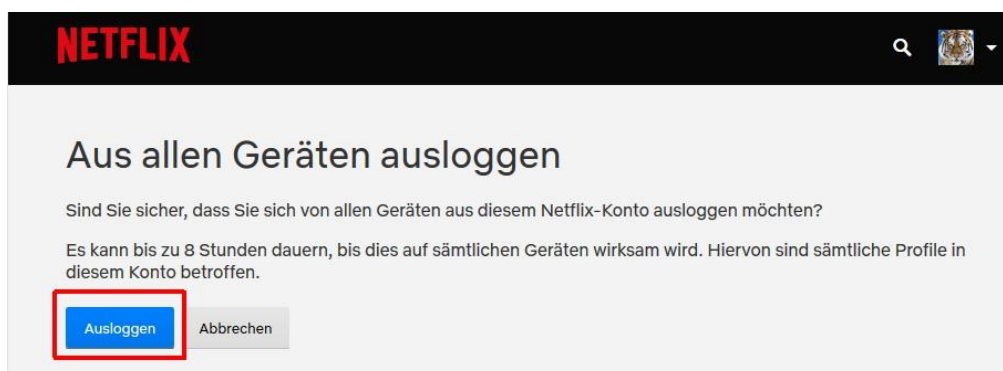 NETFLIX
Aus allen Geräten ausloggen
Sind Sie sicher, dass Sie sich von allen Geräten aus diesem Netflix-Konto ausloggen möchten?
Es kann bis zu 8 Stunden dauern, bis dies auf sämtlichen Geräten wirksam wird. Hiervon sind sämtliche Profile in
diesem Konto betroffen.
Ausloggen Abbrechen